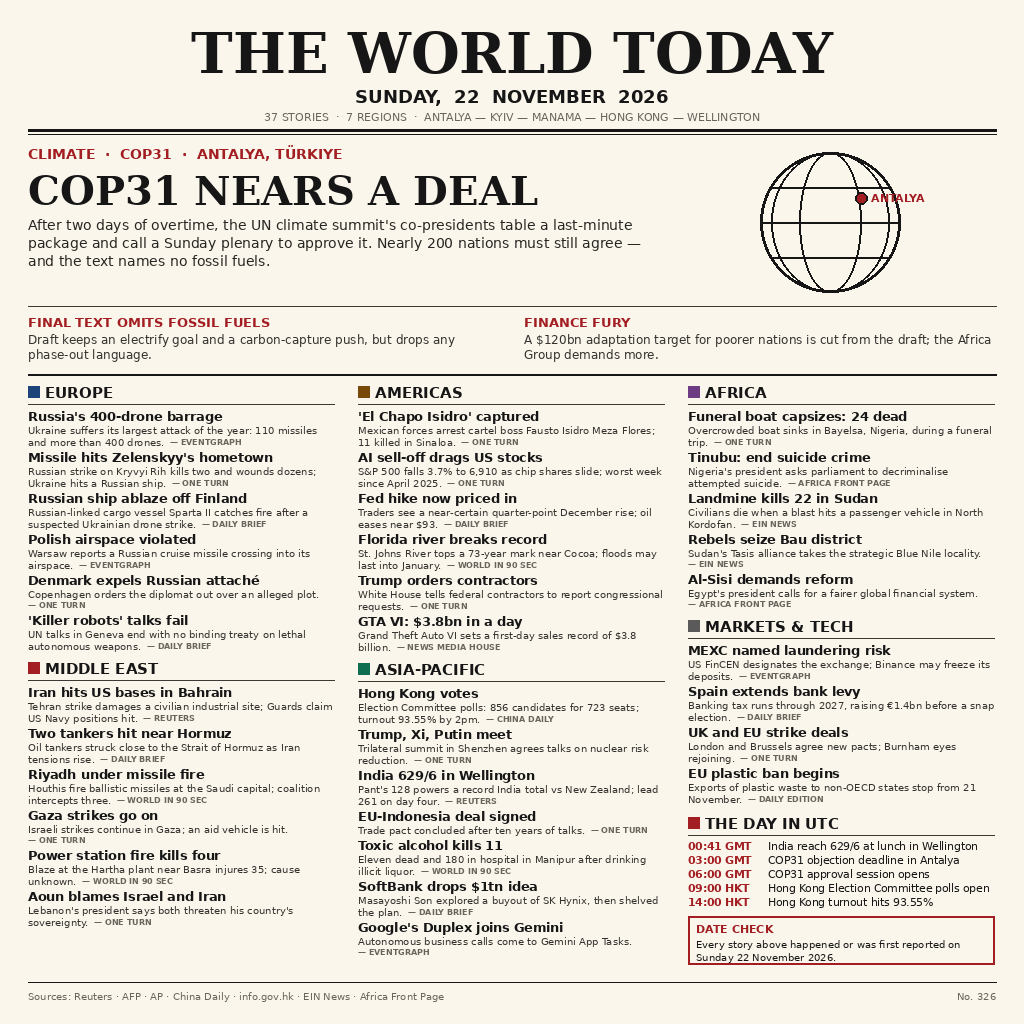 THE WORLD TODAY
SUNDAY, 22 NOVEMBER 2026
37 STORIES · 7 REGIONS · ANTALYA — KYIV — MANAMA — HONG KONG — WELLINGTON
CLIMATE · COP31 · ANTALYA, TÜRKIYE
COP31 NEARS A DEAL
After two days of overtime, the UN climate summit's co-presidents table a last-minute
package and call a Sunday plenary to approve it. Nearly 200 nations must still agree —
and the text names no fossil fuels.
ANTALYA
FINAL TEXT OMITS FOSSIL FUELS
Draft keeps an electrify goal and a carbon-capture push, but drops any
phase-out language.
FINANCE FURY
A $120bn adaptation target for poorer nations is cut from the draft; the Africa
Group demands more.
EUROPE
Russia's 400-drone barrage
Ukraine suffers its largest attack of the year: 110 missiles
and more than 400 drones. — EVENTGRAPH
Missile hits Zelenskyy's hometown
Russian strike on Kryvyi Rih kills two and wounds dozens;
Ukraine hits a Russian ship. — ONE TURN
Russian ship ablaze off Finland
Russian-linked cargo vessel Sparta II catches fire after a
suspected Ukrainian drone strike. — DAILY BRIEF
Polish airspace violated
Warsaw reports a Russian cruise missile crossing into its
airspace. — EVENTGRAPH
Denmark expels Russian attaché
Copenhagen orders the diplomat out over an alleged plot.
— ONE TURN
'Killer robots' talks fail
UN talks in Geneva end with no binding treaty on lethal
autonomous weapons. — DAILY BRIEF
MIDDLE EAST
Iran hits US bases in Bahrain
Tehran strike damages a civilian industrial site; Guards claim
US Navy positions hit. — REUTERS
Two tankers hit near Hormuz
Oil tankers struck close to the Strait of Hormuz as Iran
tensions rise. — DAILY BRIEF
Riyadh under missile fire
Houthis fire ballistic missiles at the Saudi capital; coalition
intercepts three. — WORLD IN 90 SEC
Gaza strikes go on
Israeli strikes continue in Gaza; an aid vehicle is hit.
— ONE TURN
Power station fire kills four
Blaze at the Hartha plant near Basra injures 35; cause
unknown. — WORLD IN 90 SEC
Aoun blames Israel and Iran
Lebanon's president says both threaten his country's
sovereignty. — ONE TURN
AMERICAS
'El Chapo Isidro' captured
Mexican forces arrest cartel boss Fausto Isidro Meza Flores;
11 killed in Sinaloa. — ONE TURN
AI sell-off drags US stocks
S&P 500 falls 3.7% to 6,910 as chip shares slide; worst week
since April 2025. — ONE TURN
Fed hike now priced in
Traders see a near-certain quarter-point December rise; oil
eases near $93. — DAILY BRIEF
Florida river breaks record
St. Johns River tops a 73-year mark near Cocoa; floods may
last into January. — WORLD IN 90 SEC
Trump orders contractors
White House tells federal contractors to report congressional
requests. — ONE TURN
GTA VI: $3.8bn in a day
Grand Theft Auto VI sets a first-day sales record of $3.8
billion. — NEWS MEDIA HOUSE
ASIA-PACIFIC
Hong Kong votes
Election Committee polls: 856 candidates for 723 seats;
turnout 93.55% by 2pm. — CHINA DAILY
Trump, Xi, Putin meet
Trilateral summit in Shenzhen agrees talks on nuclear risk
reduction. — ONE TURN
India 629/6 in Wellington
Pant's 128 powers a record India total vs New Zealand; lead
261 on day four. — REUTERS
EU-Indonesia deal signed
Trade pact concluded after ten years of talks. — ONE TURN
Toxic alcohol kills 11
Eleven dead and 180 in hospital in Manipur after drinking
illicit liquor. — WORLD IN 90 SEC
SoftBank drops $1tn idea
Masayoshi Son explored a buyout of SK Hynix, then shelved
the plan. — DAILY BRIEF
Google's Duplex joins Gemini
Autonomous business calls come to Gemini App Tasks.
— EVENTGRAPH
AFRICA
Funeral boat capsizes: 24 dead
Overcrowded boat sinks in Bayelsa, Nigeria, during a funeral
trip. — ONE TURN
Tinubu: end suicide crime
Nigeria's president asks parliament to decriminalise
attempted suicide. — AFRICA FRONT PAGE
Landmine kills 22 in Sudan
Civilians die when a blast hits a passenger vehicle in North
Kordofan. — EIN NEWS
Rebels seize Bau district
Sudan's Tasis alliance takes the strategic Blue Nile locality.
— EIN NEWS
Al-Sisi demands reform
Egypt's president calls for a fairer global financial system.
— AFRICA FRONT PAGE
MARKETS & TECH
MEXC named laundering risk
US FinCEN designates the exchange; Binance may freeze its
deposits. — EVENTGRAPH
Spain extends bank levy
Banking tax runs through 2027, raising €1.4bn before a snap
election. — DAILY BRIEF
UK and EU strike deals
London and Brussels agree new pacts; Burnham eyes
rejoining. — ONE TURN
EU plastic ban begins
Exports of plastic waste to non-OECD states stop from 21
November. — DAILY EDITION
THE DAY IN UTC
00:41 GMT India reach 629/6 at lunch in Wellington
03:00 GMT COP31 objection deadline in Antalya
06:00 GMT COP31 approval session opens
09:00 HKT Hong Kong Election Committee polls open
14:00 HKT Hong Kong turnout hits 93.55%
DATE CHECK
Every story above happened or was first reported on
Sunday 22 November 2026.
Sources: Reuters · AFP · AP · China Daily · info.gov.hk · EIN News · Africa Front Page
No. 326